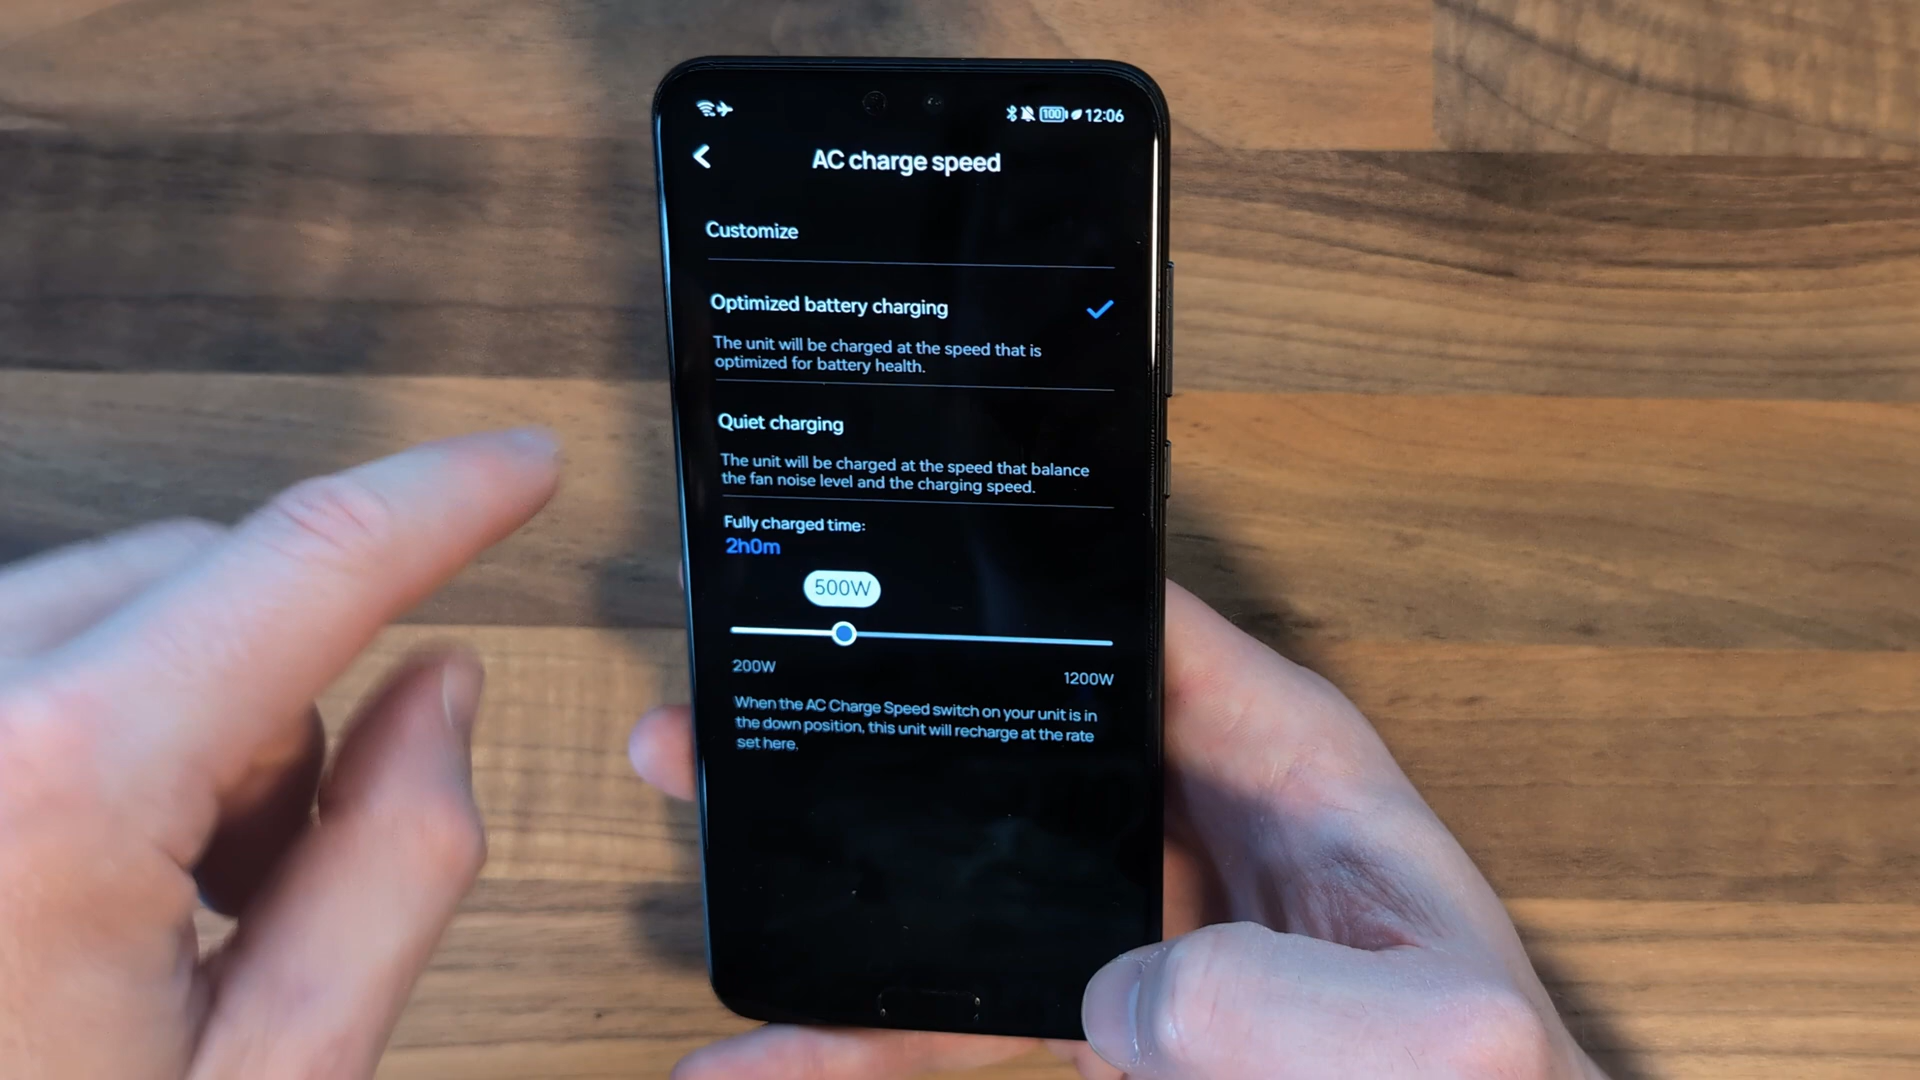 100 12:06
AC charge speed
Customize
Optimized battery charging
The unit will be charged at the speed that is
optimized for battery health.
Quiet charging
The unit will be charged at the speed that balance
the fan noise level and the charging speed.
Fully charged time:
2h0m
500W
200W 1200W
When the AC Charge Speed switch on your unit is in
the down position, this unit will recharge at the rate
set here.